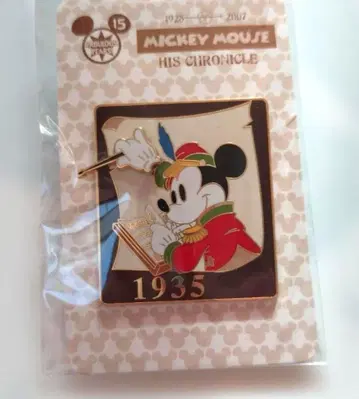 15
1928 2007
MICKEY MOUSE
HIS CHRONICLE
1935